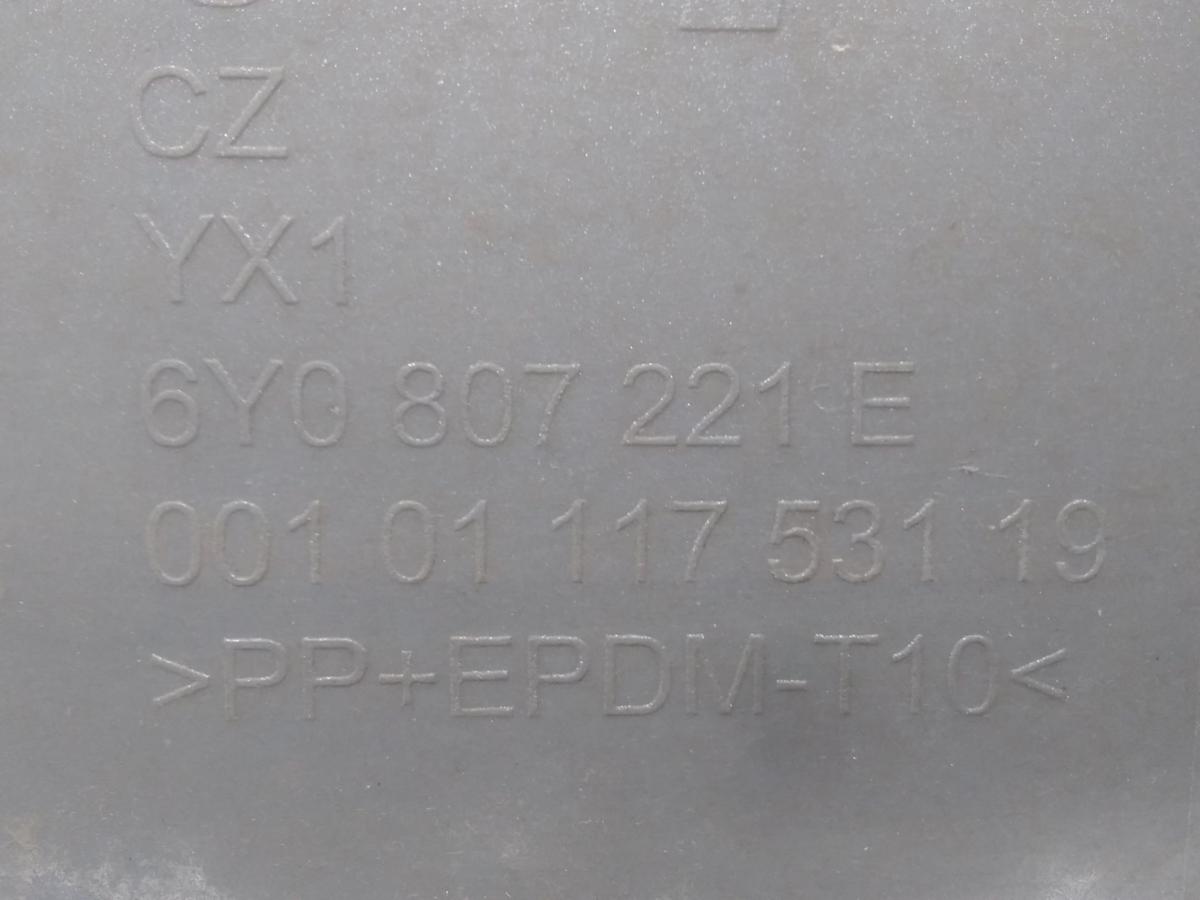 CZ
YX1
6Y0 807 221 E
001 01 117 531 19
>PP+EPDM-T10<